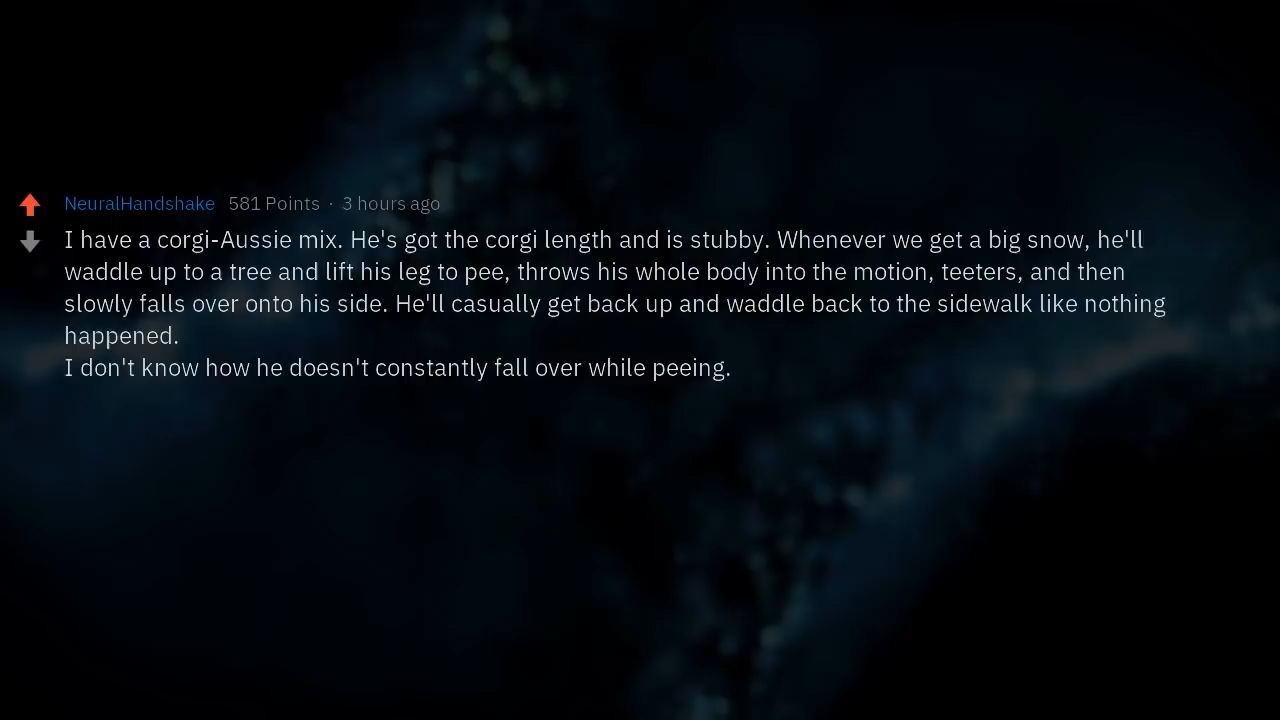 NeuralHandshake 581 Points · 3 hours ago
I have a corgi-Aussie mix. He's got the corgi length and is stubby. Whenever we get a big snow, he'll
waddle up to a tree and lift his leg to pee, throws his whole body into the motion, teeters, and then
slowly falls over onto his side. He'll casually get back up and waddle back to the sidewalk like nothing
happened.
I don't know how he doesn't constantly fall over while peeing.